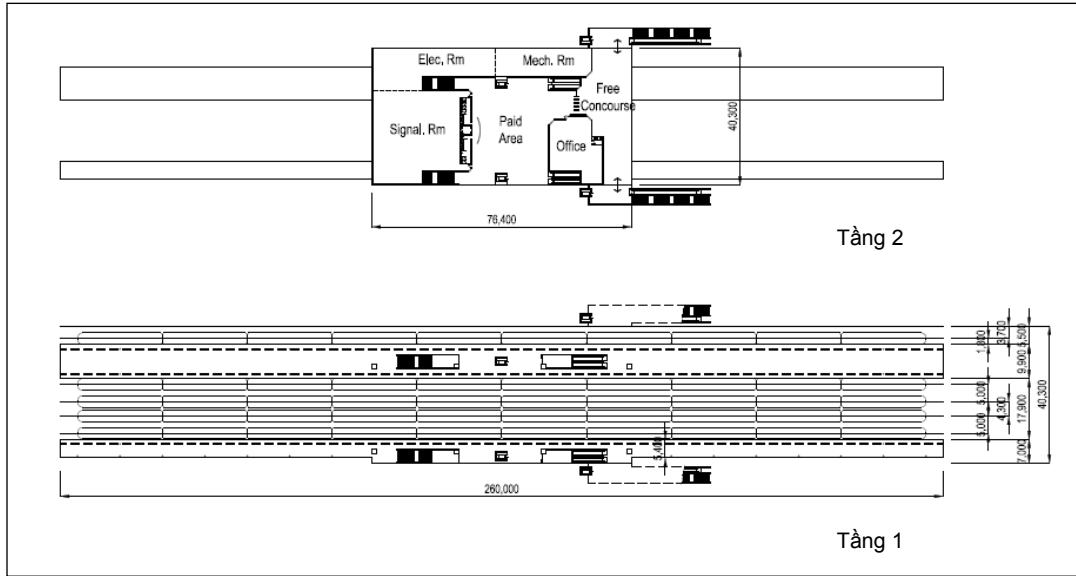 Elec, Rm
Mech. Rm
Free
Concourse
Paid
Area
Signal. Rm
Office
40,300
76,400
Tầng 2
1,800
3,700
5,500
9,900
5,000
4,300
5,000
17,900
40,300
5,400
7,000
260,000
Tầng 1